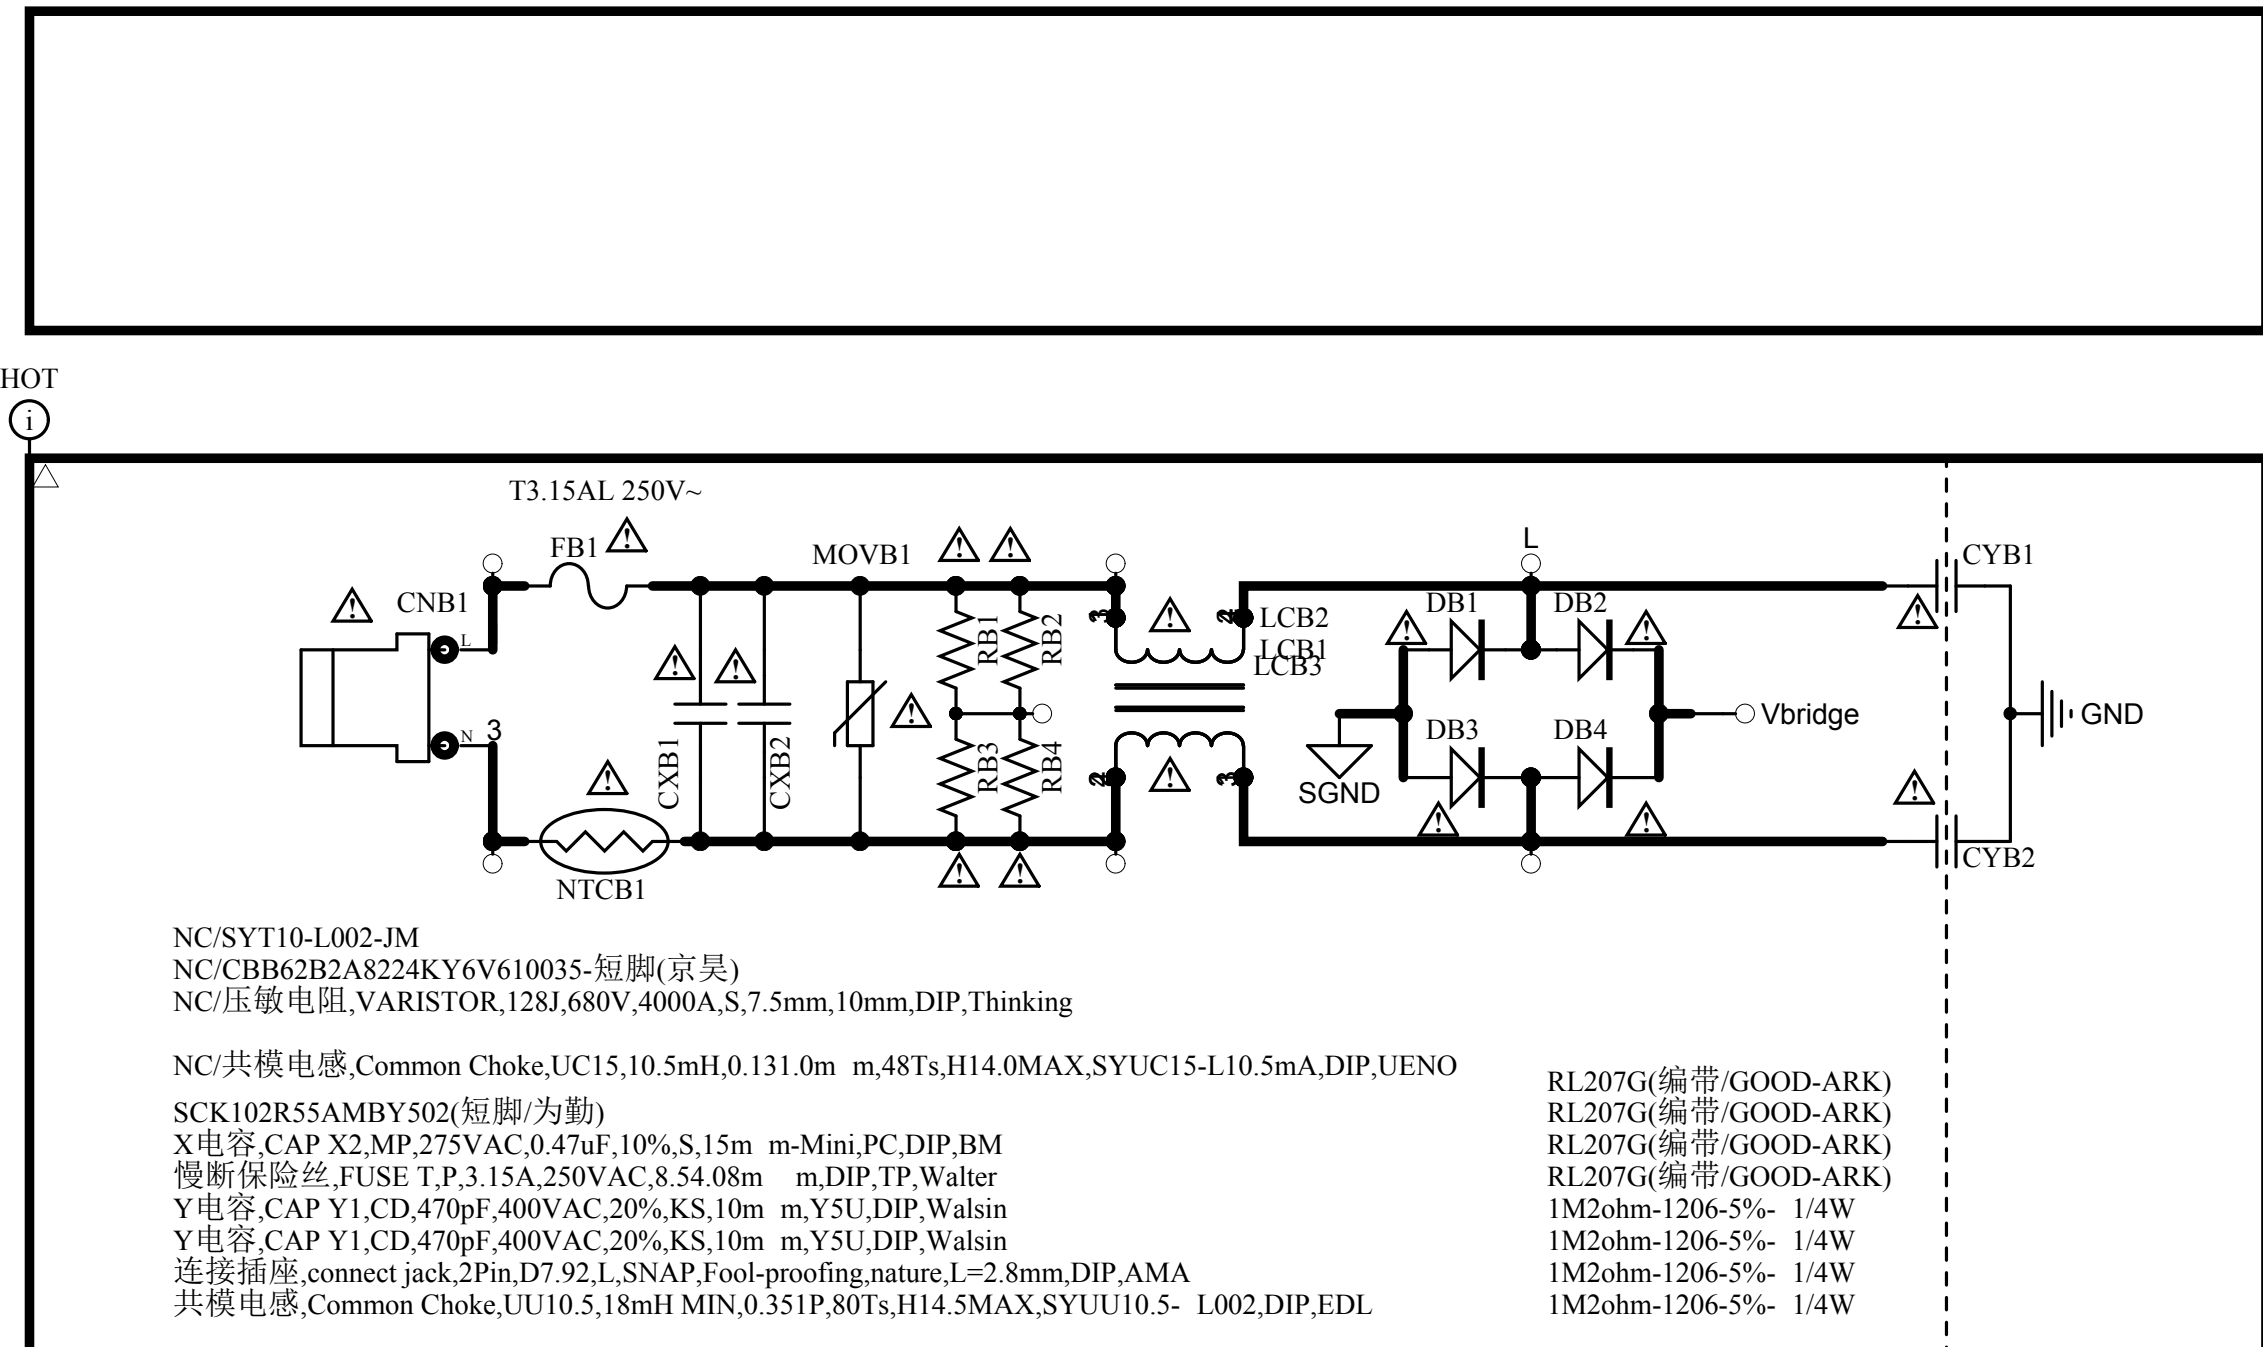 HOT
i
T3.15AL 250V~
FB1
MOVB1
L
CYB1
CNB1
L
DB1
DB2
LCB2
LCB1
LCB3
RB1
RB2
N 3
Vbridge
GND
DB3
DB4
CXB1
CXB2
RB3
RB4
SGND
NTCB1
CYB2
NC/SYT10-L002-JM
NC/CBB62B2A8224KY6V610035-短脚(京昊)
NC/压敏电阻,VARISTOR,128J,680V,4000A,S,7.5mm,10mm,DIP,Thinking
NC/共模电感,Common Choke,UC15,10.5mH,0.131.0m m,48Ts,H14.0MAX,SYUC15-L10.5mA,DIP,UENO
SCK102R55AMBY502(短脚/为勤)
X电容,CAP X2,MP,275VAC,0.47uF,10%,S,15m m-Mini,PC,DIP,BM
慢断保险丝,FUSE T,P,3.15A,250VAC,8.54.08m m,DIP,TP,Walter
Y电容,CAP Y1,CD,470pF,400VAC,20%,KS,10m m,Y5U,DIP,Walsin
Y电容,CAP Y1,CD,470pF,400VAC,20%,KS,10m m,Y5U,DIP,Walsin
连接插座,connect jack,2Pin,D7.92,L,SNAP,Fool-proofing,nature,L=2.8mm,DIP,AMA
共模电感,Common Choke,UU10.5,18mH MIN,0.351P,80Ts,H14.5MAX,SYUU10.5- L002,DIP,EDL
RL207G(编带/GOOD-ARK)
RL207G(编带/GOOD-ARK)
RL207G(编带/GOOD-ARK)
RL207G(编带/GOOD-ARK)
1M2ohm-1206-5%- 1/4W
1M2ohm-1206-5%- 1/4W
1M2ohm-1206-5%- 1/4W
1M2ohm-1206-5%- 1/4W